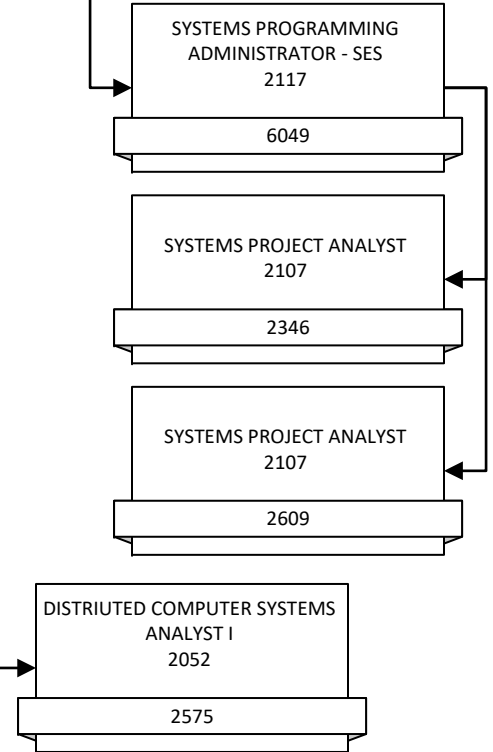 SYSTEMS PROGRAMMING
ADMINISTRATOR - SES
2117
6049
SYSTEMS PROJECT ANALYST
2107
2346
SYSTEMS PROJECT ANALYST
2107
2609
DISTRIUTED COMPUTER SYSTEMS
ANALYST I
2052
2575